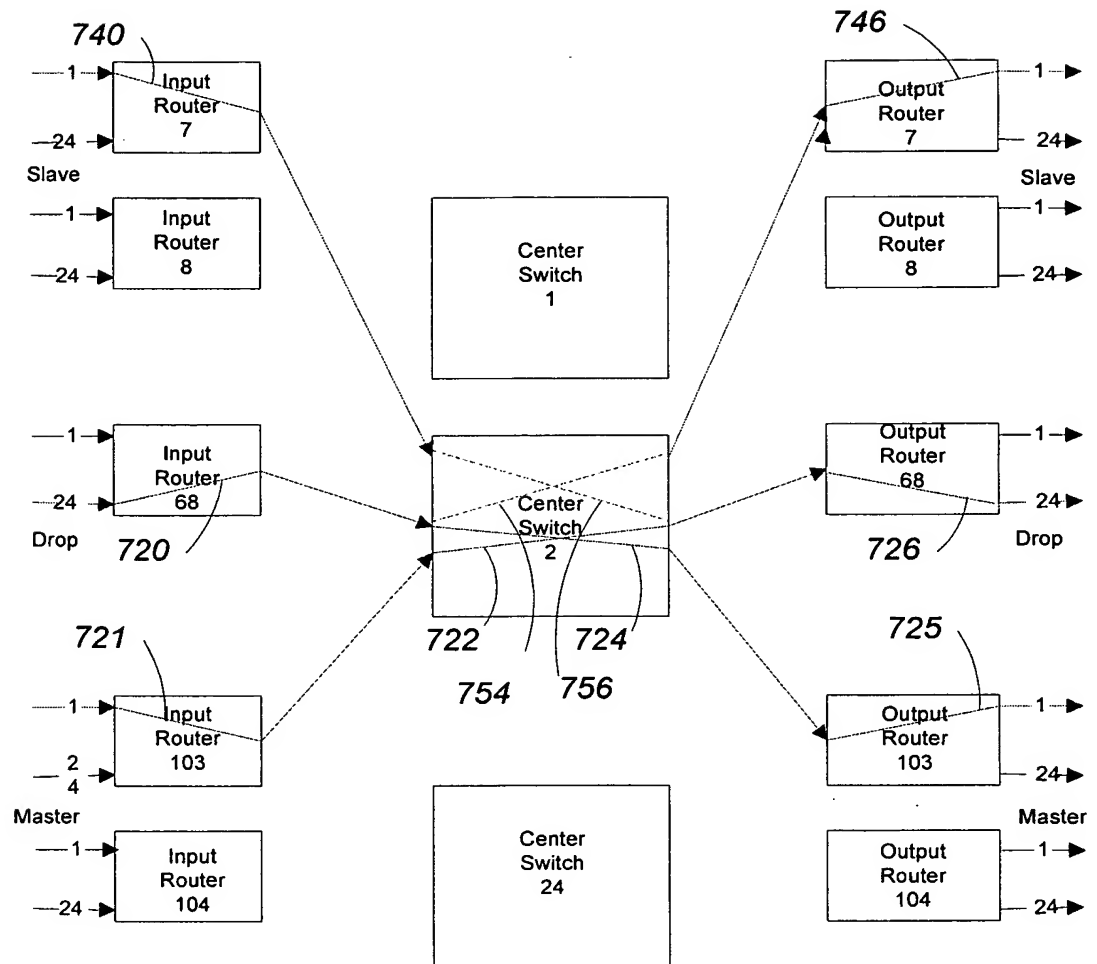 740
746
1
24
Slave
Input
Router
7
Output
Router
7
1
24
Slave
1
24
Input
Router
8
Center
Switch
1
Output
Router
8
1
24
1
24
Drop
Input
Router
68
720
Center
Switch
2
Output
Router
68
726
1
24
Drop
722
724
754
756
721
725
1
2
4
Master
Input
Router
103
Output
Router
103
1
24
Master
1
24
Input
Router
104
Center
Switch
24
Output
Router
104
1
24